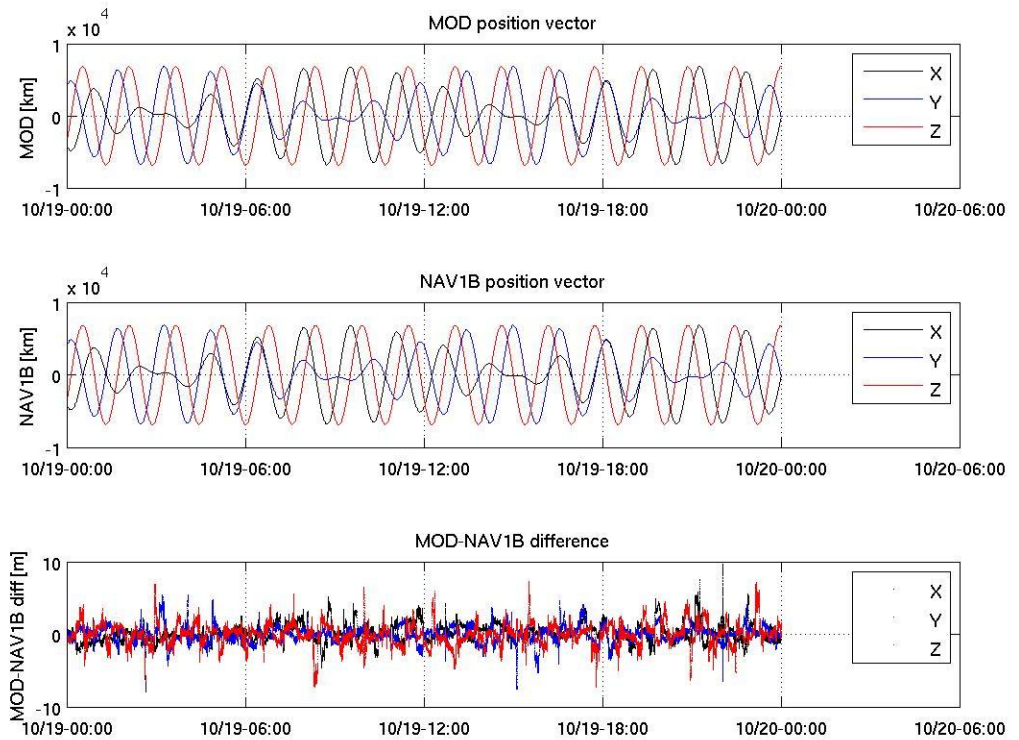 MOD position vector
x 10^4
1
0
-1
MOD [km]
X
Y
Z
10/19-00:00 10/19-06:00 10/19-12:00 10/19-18:00 10/20-00:00 10/20-06:00
NAV1B position vector
x 10^4
1
0
-1
NAV1B [km]
X
Y
Z
10/19-00:00 10/19-06:00 10/19-12:00 10/19-18:00 10/20-00:00 10/20-06:00
MOD-NAV1B difference
10
0
-10
MOD-NAV1B diff [m]
X
Y
Z
10/19-00:00 10/19-06:00 10/19-12:00 10/19-18:00 10/20-00:00 10/20-06:00